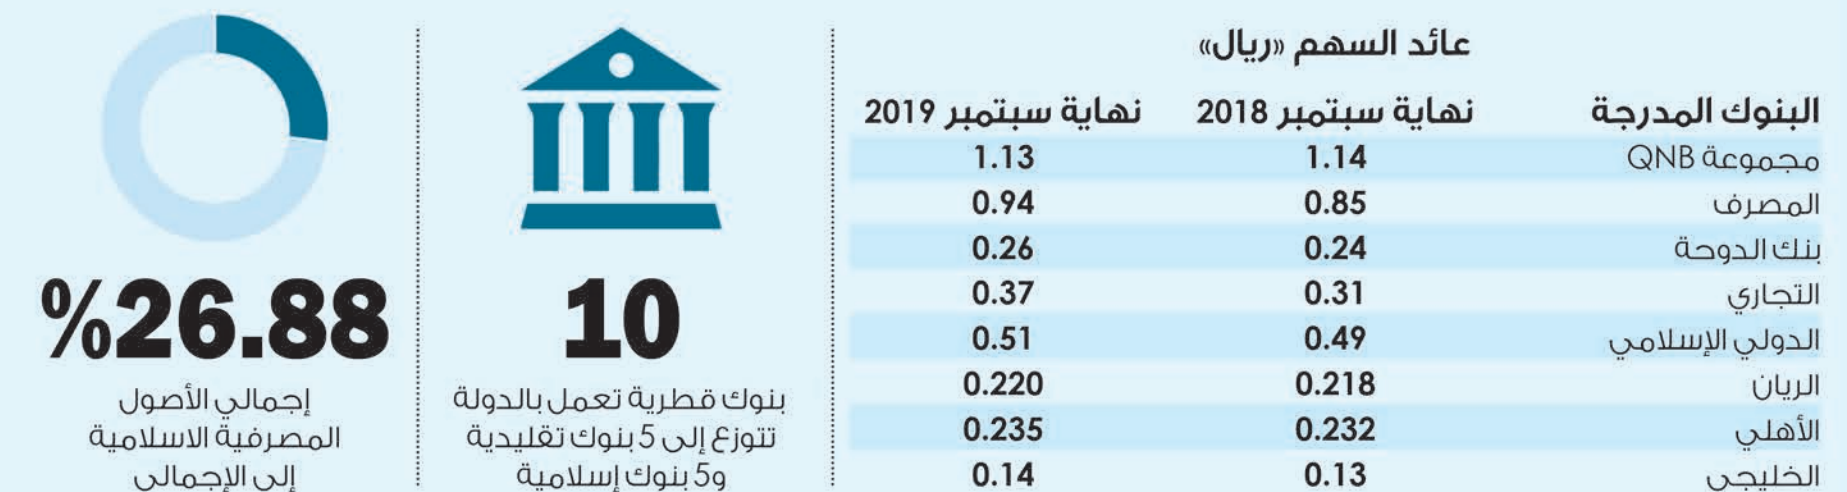 عائد السهم «ريال»
البنوك المدرجة نهاية سبتمبر 2018 نهاية سبتمبر 2019
مجموعة QNB 1.14 1.13
المصرف 0.85 0.94
بنك الدوحة 0.24 0.26
التجاري 0.31 0.37
الدولي الإسلامي 0.49 0.51
الريان 0.218 0.220
الأهلي 0.232 0.235
الخليجي 0.13 0.14
10
بنوك قطرية تعمل بالدولة
تتوزع إلى 5 بنوك تقليدية
و5 بنوك إسلامية
%26.88
إجمالي الأصول
المصرفية الاسلامية
إلى الإجمالي